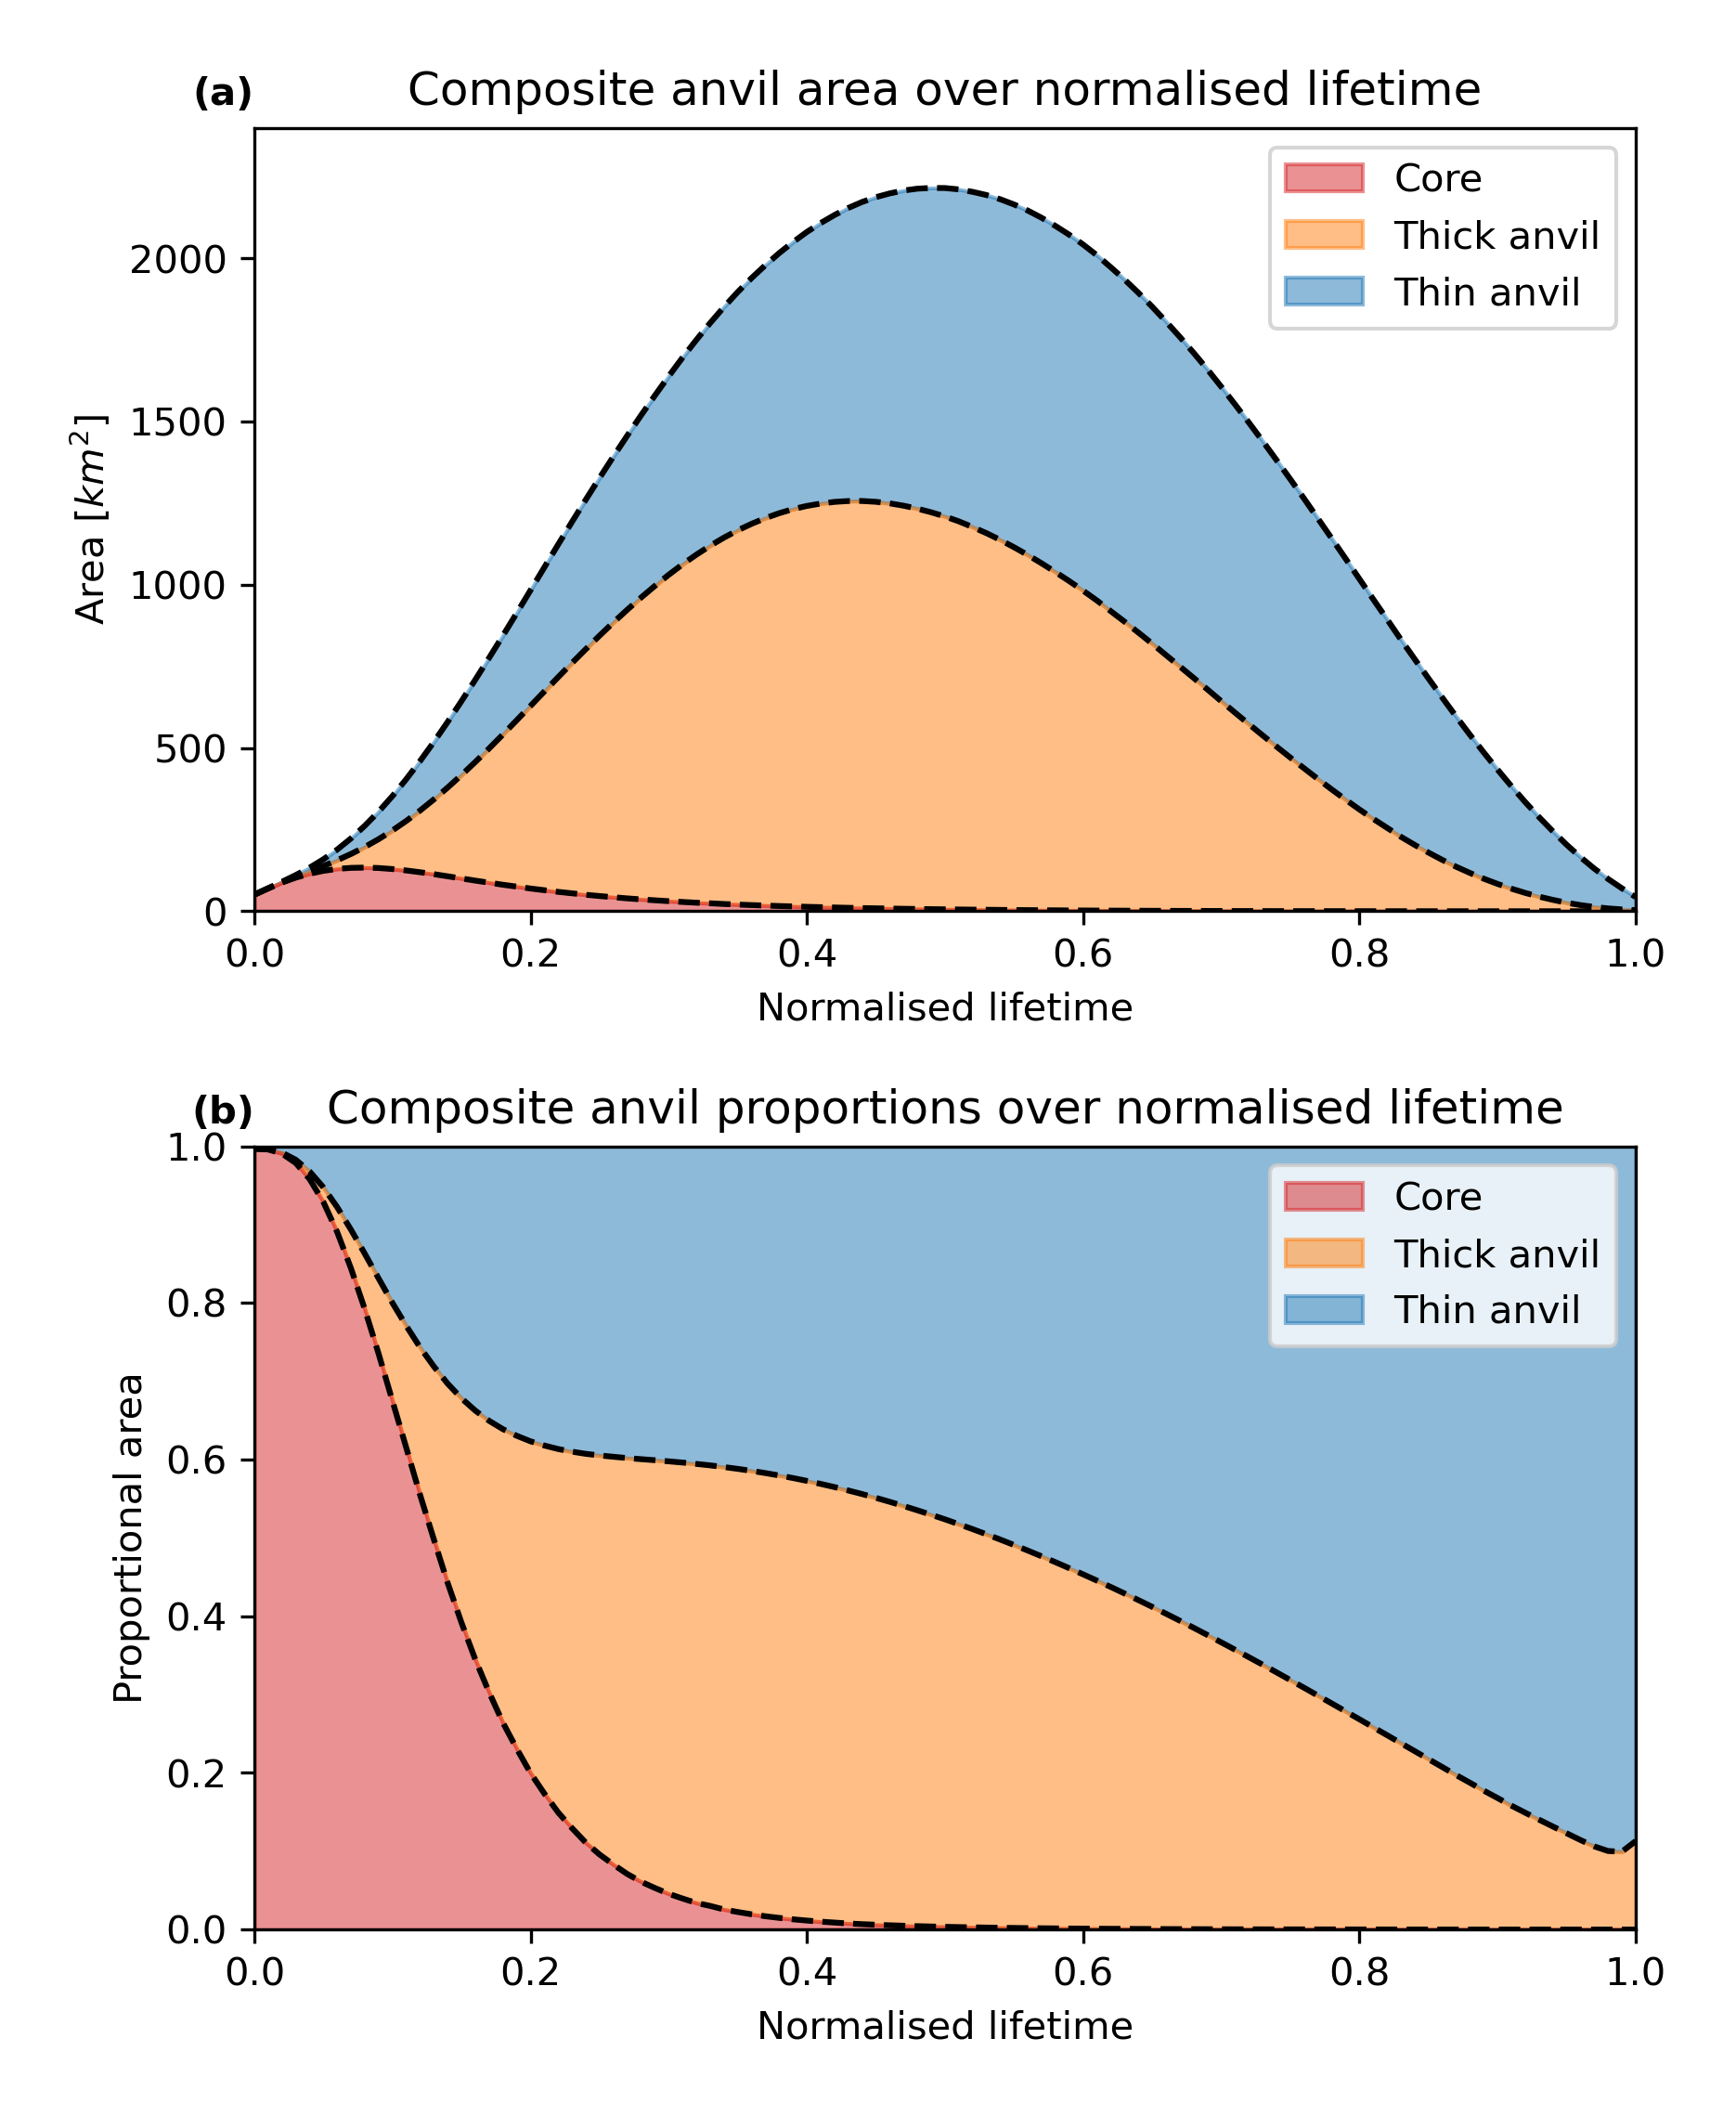 (a) Composite anvil area over normalised lifetime
Core
Thick anvil
Thin anvil
2000
1500
1000
500
0
Area [km²]
0.0 0.2 0.4 0.6 0.8 1.0
Normalised lifetime
(b) Composite anvil proportions over normalised lifetime
Core
Thick anvil
Thin anvil
1.0
0.8
0.6
0.4
0.2
0.0
Proportional area
0.0 0.2 0.4 0.6 0.8 1.0
Normalised lifetime